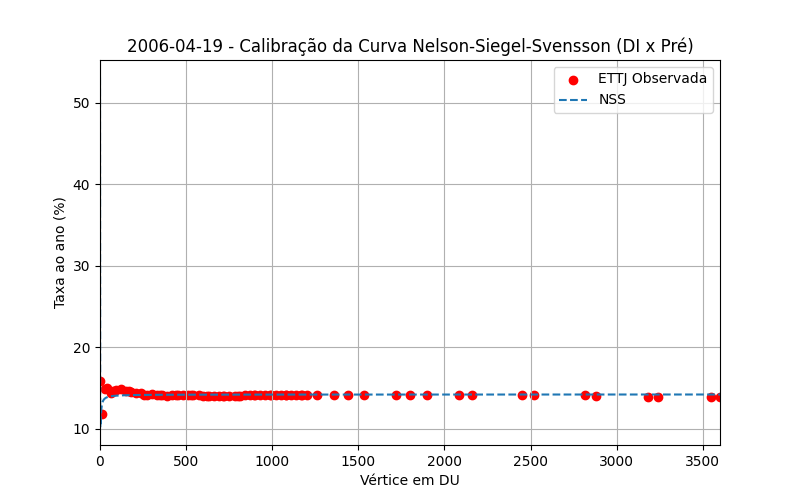 2006-04-19 - Calibração da Curva Nelson-Siegel-Svensson (DI x Pré)
ETTJ Observada
NSS
Taxa ao ano (%)
50
40
30
20
10
0
500
1000
1500
2000
2500
3000
3500
Vértice em DU